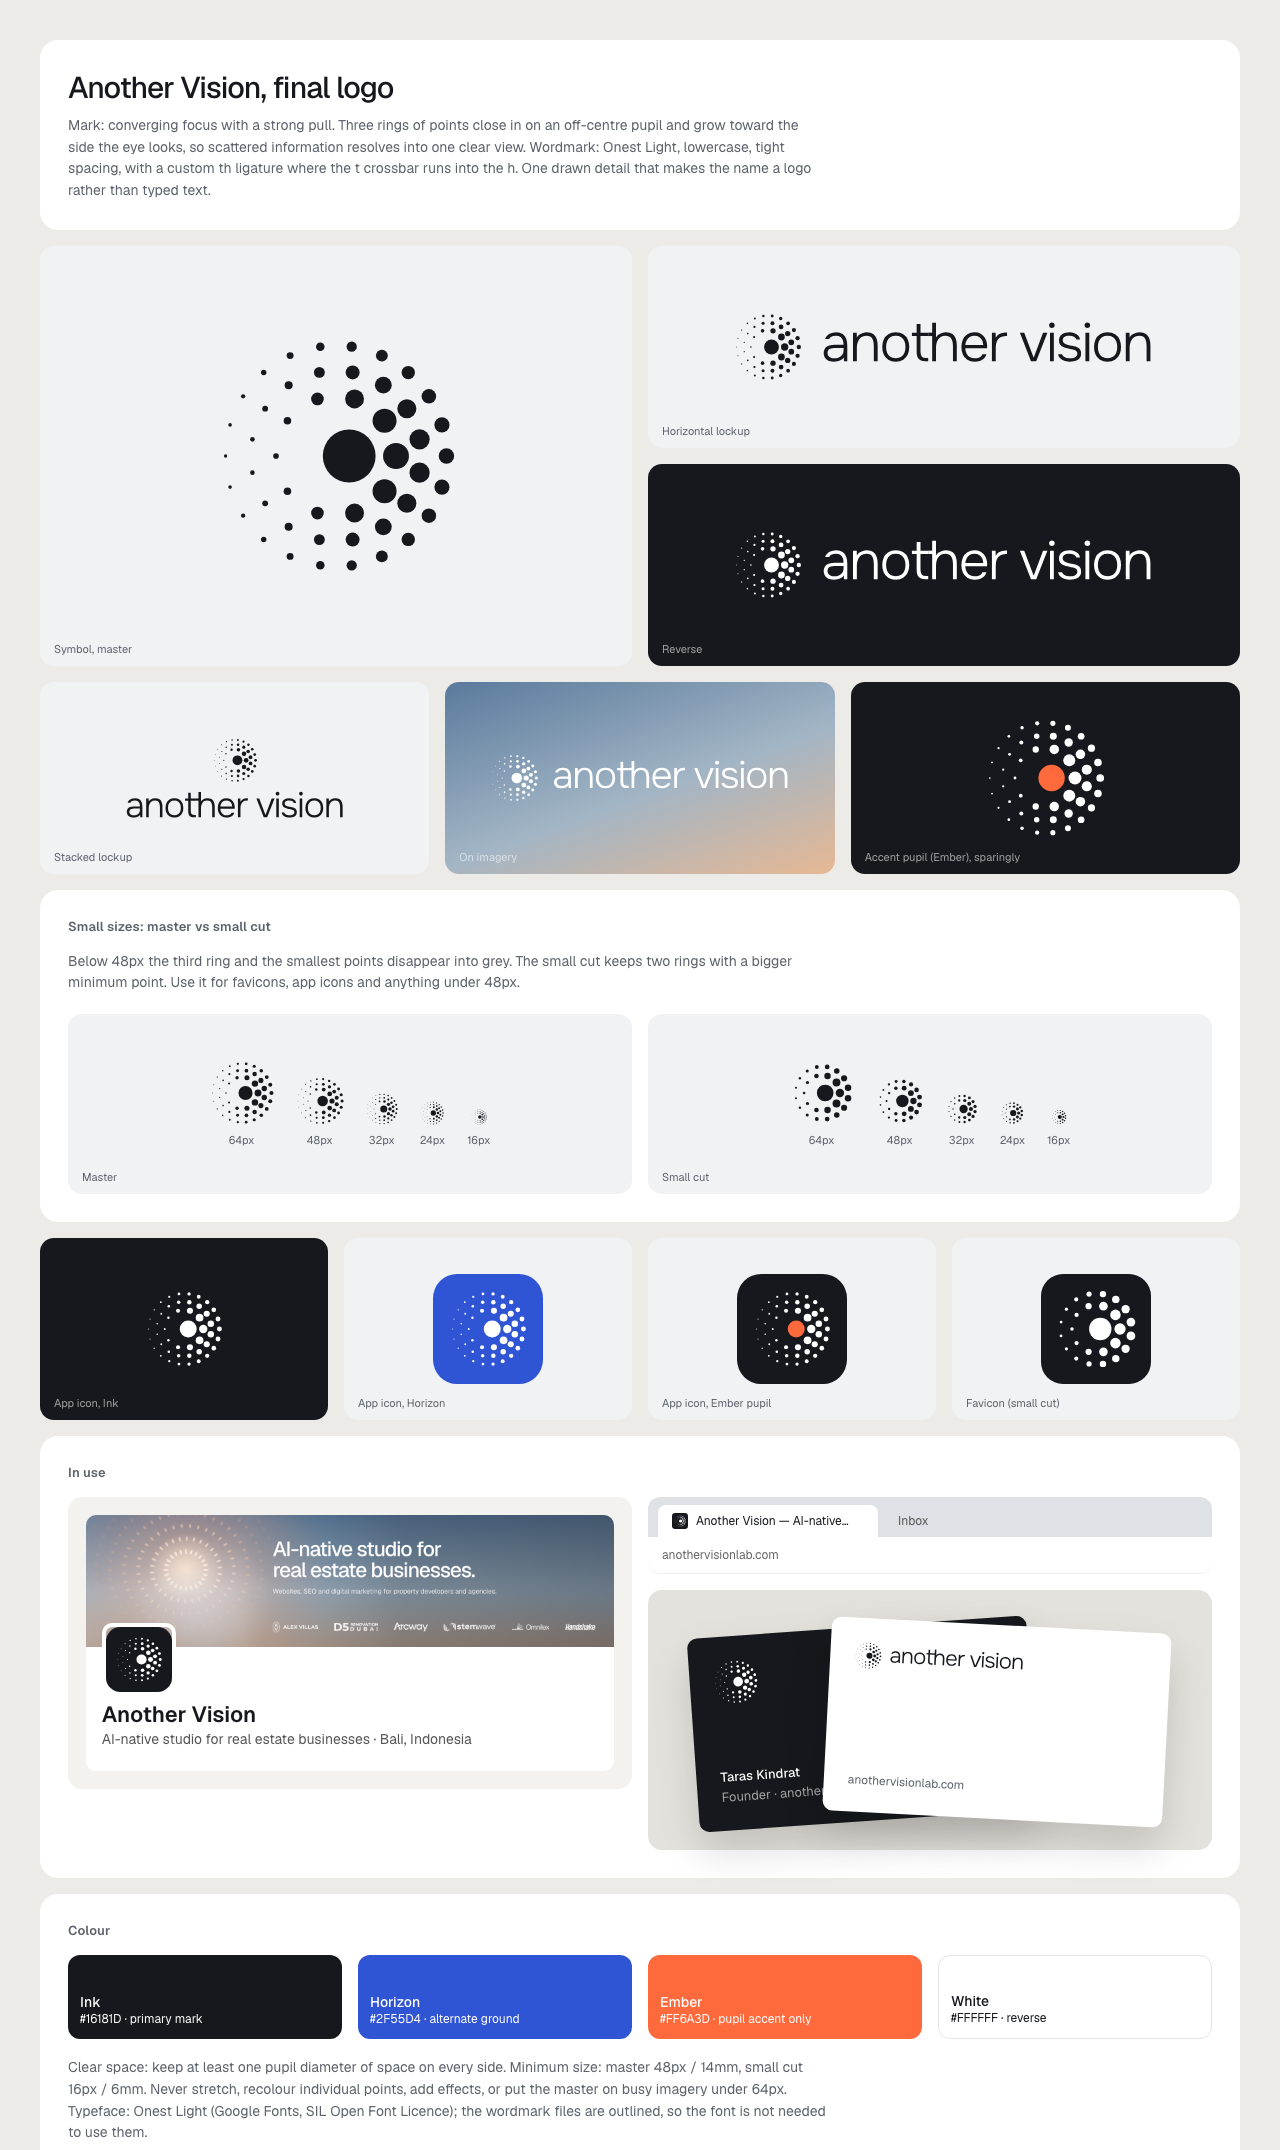 Another Vision, final logo
Mark: converging focus with a strong pull. Three rings of points close in on an off-centre pupil and grow toward the
side the eye looks, so scattered information resolves into one clear view. Wordmark: Onest Light, lowercase, tight
spacing, with a custom th ligature where the t crossbar runs into the h. One drawn detail that makes the name a logo
rather than typed text.
Symbol, master
another vision
Horizontal lockup
another vision
Reverse
another vision
Stacked lockup
another vision
On imagery
Accent pupil (Ember), sparingly
Small sizes: master vs small cut
Below 48px the third ring and the smallest points disappear into grey. The small cut keeps two rings with a bigger
minimum point. Use it for favicons, app icons and anything under 48px.
64px 48px 32px 24px 16px
Master
64px 48px 32px 24px 16px
Small cut
App icon, Ink
App icon, Horizon
App icon, Ember pupil
Favicon (small cut)
In use
AI-native studio for
real estate businesses.
Websites, SEO and digital marketing for property developers and agencies.
ALEX VILLAS D5 RENOVATION DUBAI Arcway stemwave Omnilex Handshake
Another Vision
AI-native studio for real estate businesses · Bali, Indonesia
Another Vision — AI-native... Inbox
anothervisionlab.com
Taras Kindrat
Founder · another
another vision
anothervisionlab.com
Colour
Ink
#16181D · primary mark
Horizon
#2F55D4 · alternate ground
Ember
#FF6A3D · pupil accent only
White
#FFFFFF · reverse
Clear space: keep at least one pupil diameter of space on every side. Minimum size: master 48px / 14mm, small cut
16px / 6mm. Never stretch, recolour individual points, add effects, or put the master on busy imagery under 64px.
Typeface: Onest Light (Google Fonts, SIL Open Font Licence); the wordmark files are outlined, so the font is not needed
to use them.